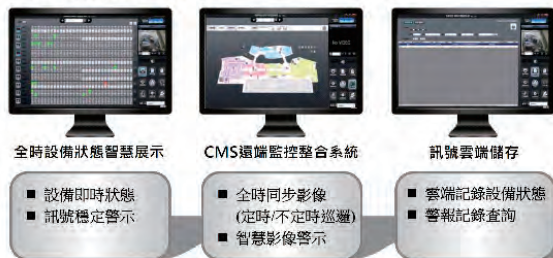 全時設備狀態智慧展示
CMS遠端監控整合系統
訊號雲端儲存
■ 設備即時狀態
■ 訊號穩定警示
■ 全時同步影像
(定時/不定時巡邏)
■ 智慧影像警示
■ 雲端記錄設備狀態
■ 警報記錄查詢